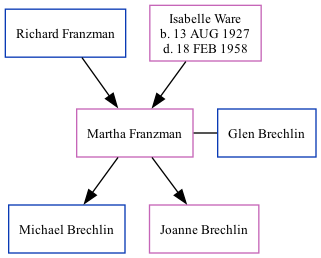 Richard Franzman
Isabelle Ware
b. 13 AUG 1927
d. 18 FEB 1958
Martha Franzman
Glen Brechlin
Michael Brechlin
Joanne Brechlin